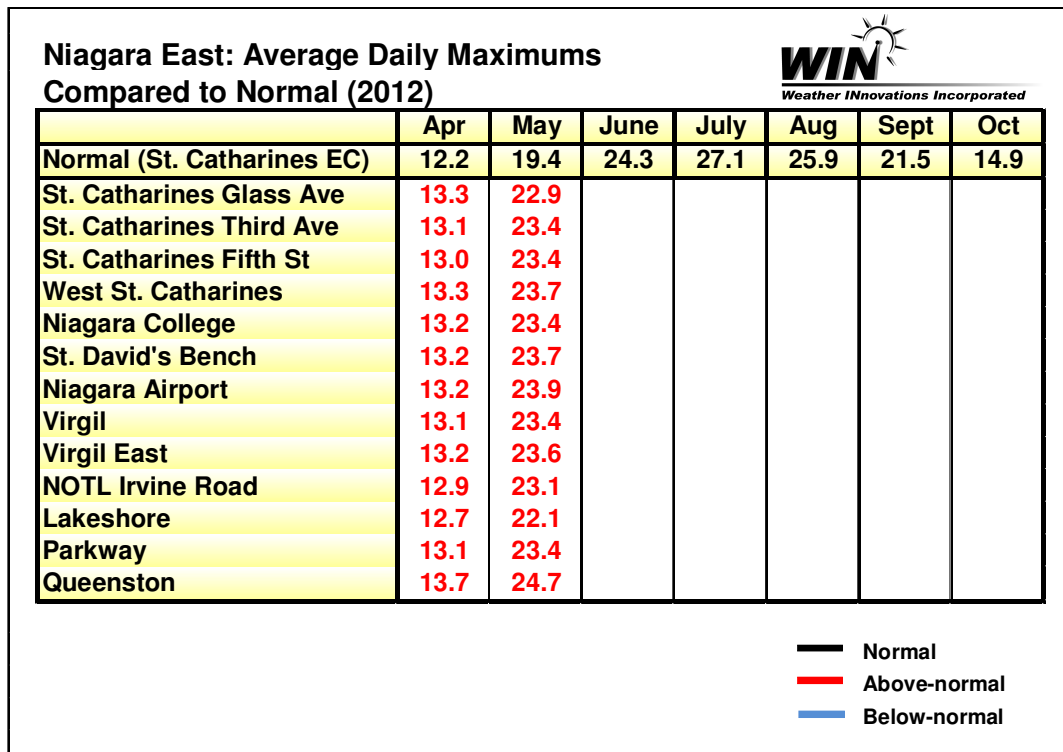 Niagara East: Average Daily Maximums
Compared to Normal (2012)
WIN
Weather INnovations Incorporated
Apr May June July Aug Sept Oct
Normal (St. Catharines EC) 12.2 19.4 24.3 27.1 25.9 21.5 14.9
St. Catharines Glass Ave 13.3 22.9
St. Catharines Third Ave 13.1 23.4
St. Catharines Fifth St 13.0 23.4
West St. Catharines 13.3 23.7
Niagara College 13.2 23.4
St. David's Bench 13.2 23.7
Niagara Airport 13.2 23.9
Virgil 13.1 23.4
Virgil East 13.2 23.6
NOTL Irvine Road 12.9 23.1
Lakeshore 12.7 22.1
Parkway 13.1 23.4
Queenston 13.7 24.7
Normal
Above-normal
Below-normal